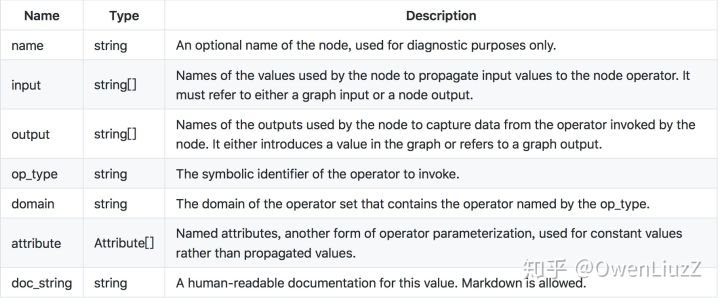 Name Type Description
name string An optional name of the node, used for diagnostic purposes only.
input string[] Names of the values used by the node to propagate input values to the node operator. It
must refer to either a graph input or a node output.
output string[] Names of the outputs used by the node to capture data from the operator invoked by the
node. It either introduces a value in the graph or refers to a graph output.
op_type string The symbolic identifier of the operator to invoke.
domain string The domain of the operator set that contains the operator named by the op_type.
attribute Attribute[] Named attributes, another form of operator parameterization, used for constant values
rather than propagated values.
doc_string string A human-readable documentation for this value. Markdown is allowed.
知乎 @OwenLiuzZ